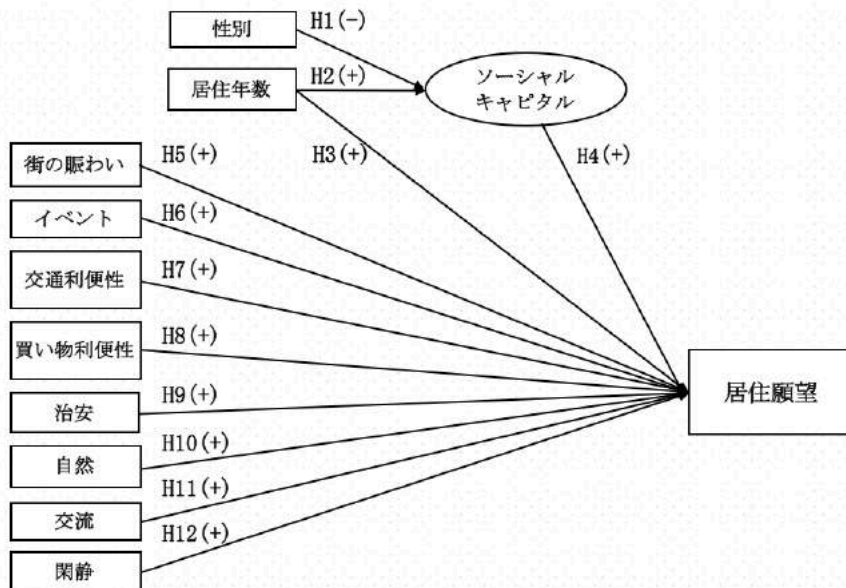 性別
H1(−)
居住年数
H2(+)
ソーシャル
キャピタル
H3(+)
H4(+)
街の賑わい
H5(+)
イベント
H6(+)
交通利便性
H7(+)
買い物利便性
H8(+)
治安
H9(+)
自然
H10(+)
交流
H11(+)
閑静
H12(+)
居住願望